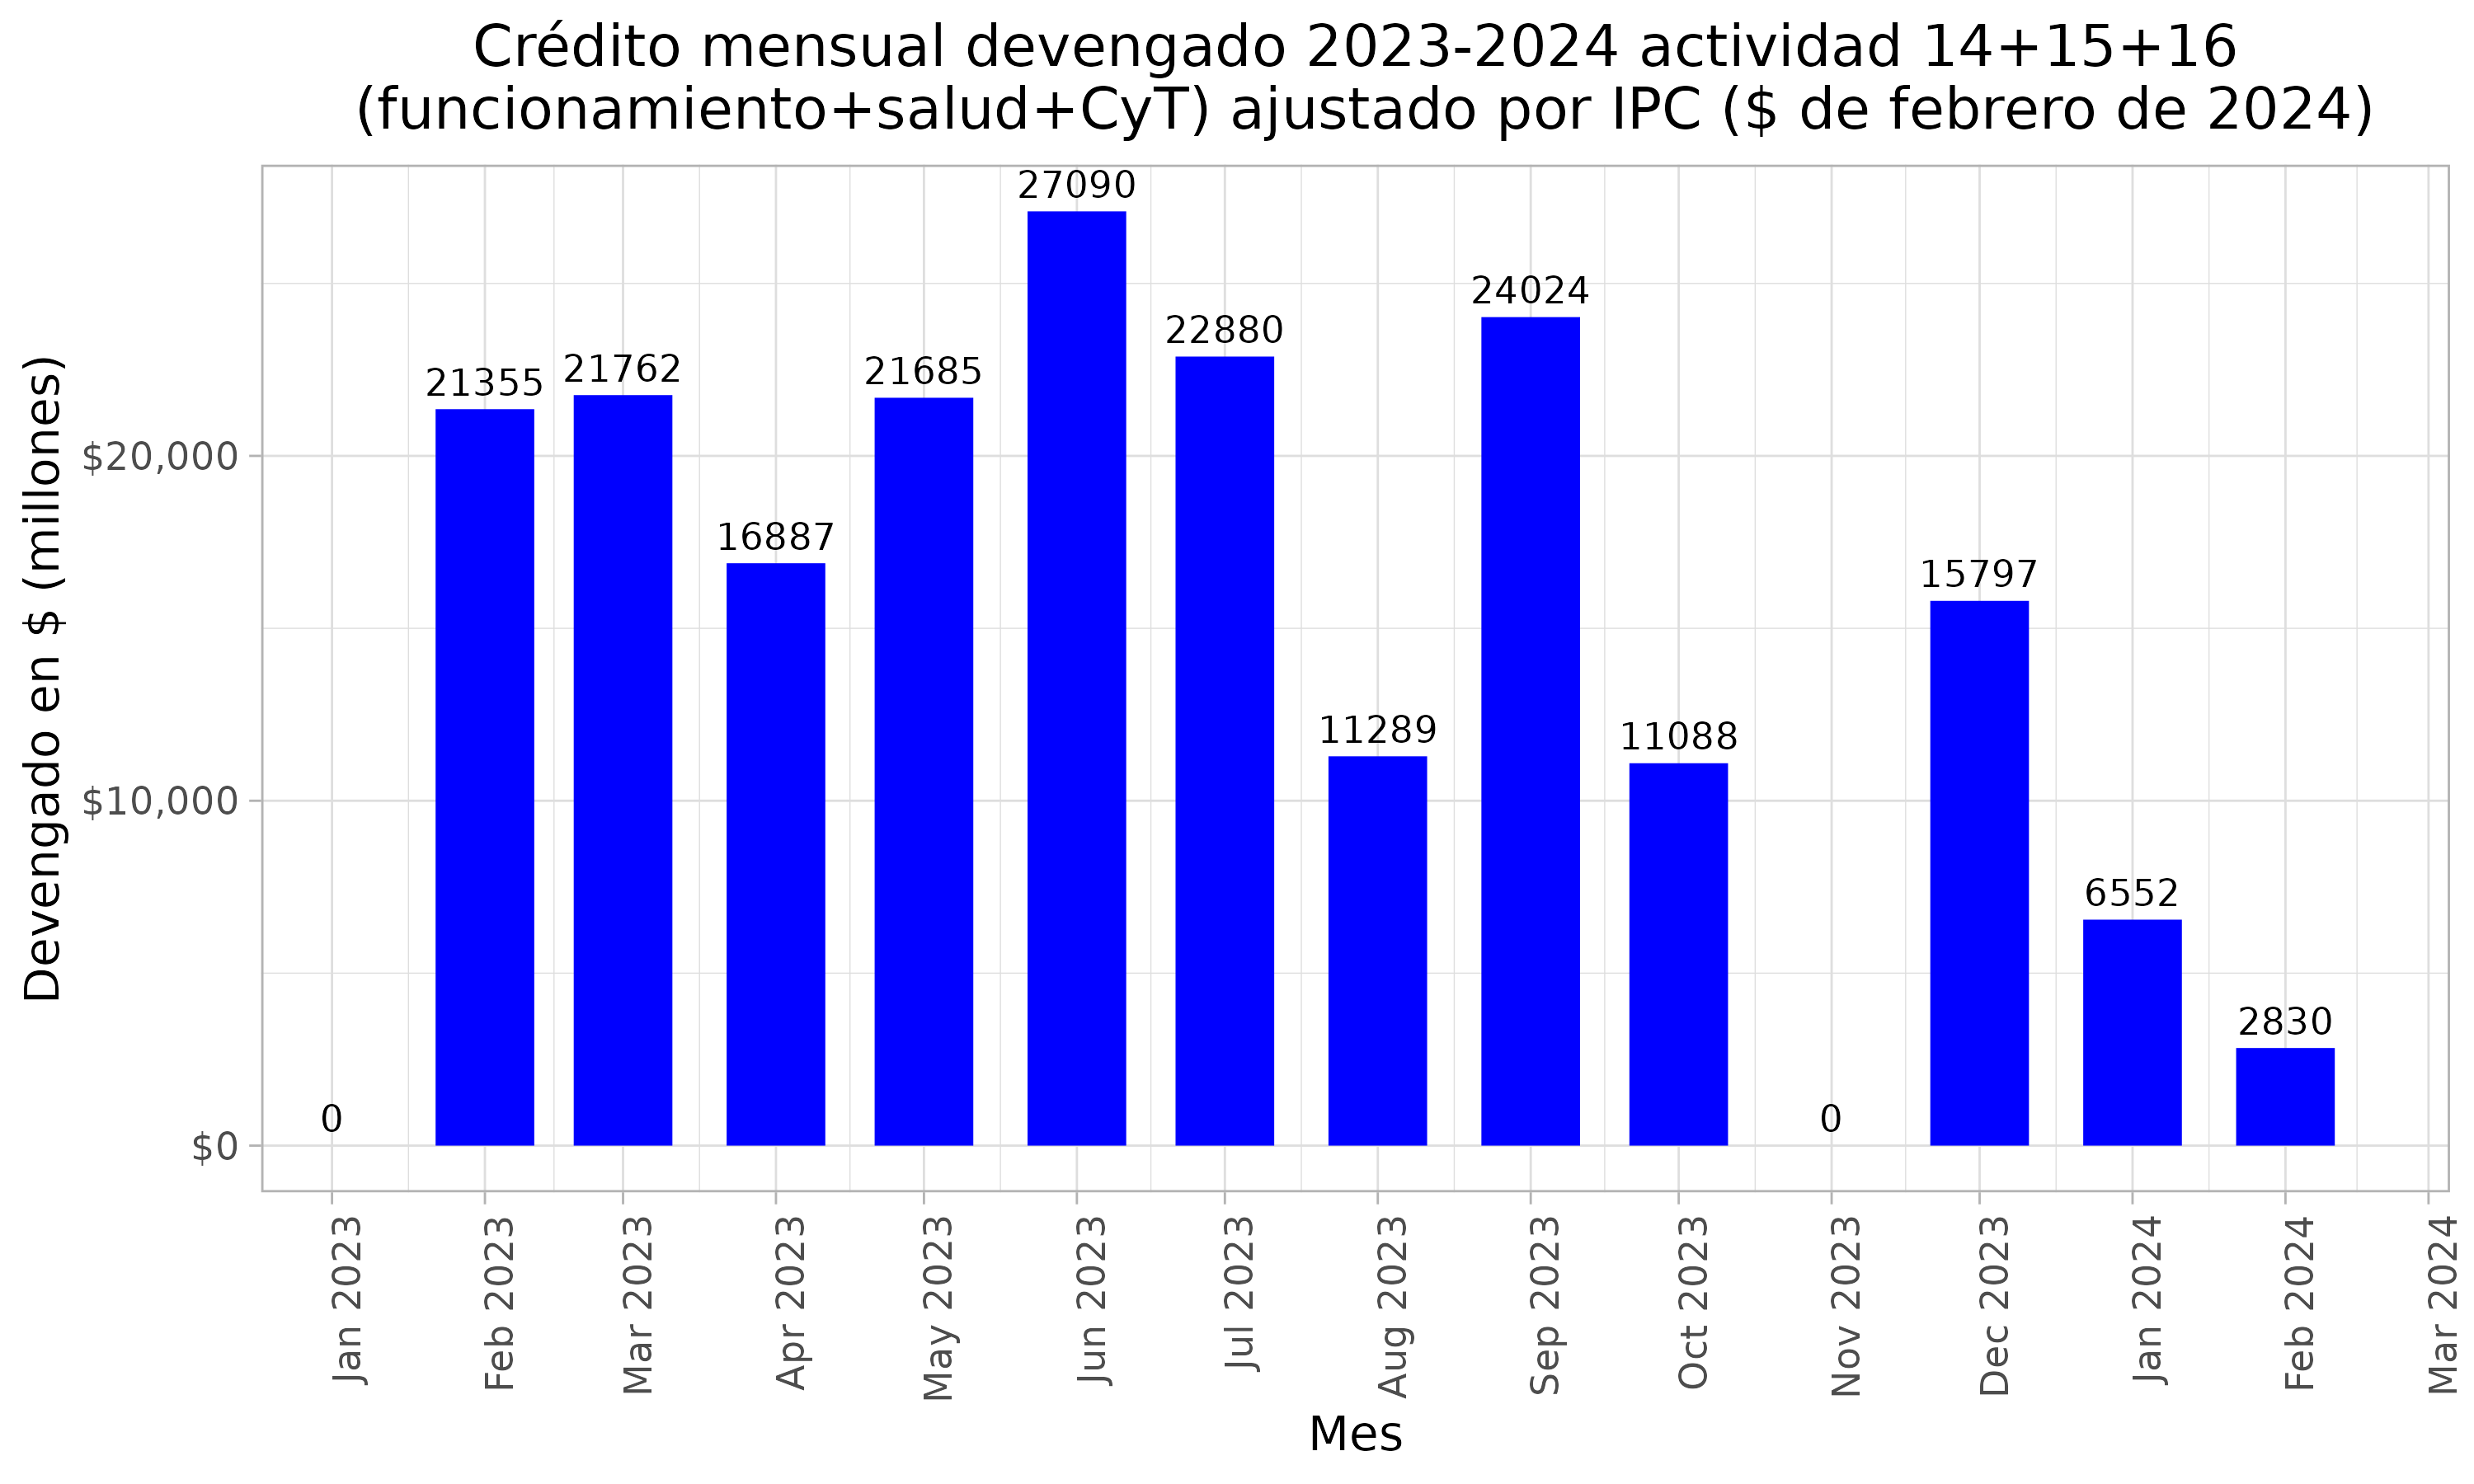 Crédito mensual devengado 2023-2024 actividad 14+15+16
(funcionamiento+salud+CyT) ajustado por IPC ($ de febrero de 2024)
Devengado en $ (millones)
$20,000
$10,000
$0
0
21355
21762
16887
21685
27090
22880
11289
24024
11088
0
15797
6552
2830
Jan 2023
Feb 2023
Mar 2023
Apr 2023
May 2023
Jun 2023
Jul 2023
Aug 2023
Sep 2023
Oct 2023
Nov 2023
Dec 2023
Jan 2024
Feb 2024
Mar 2024
Mes